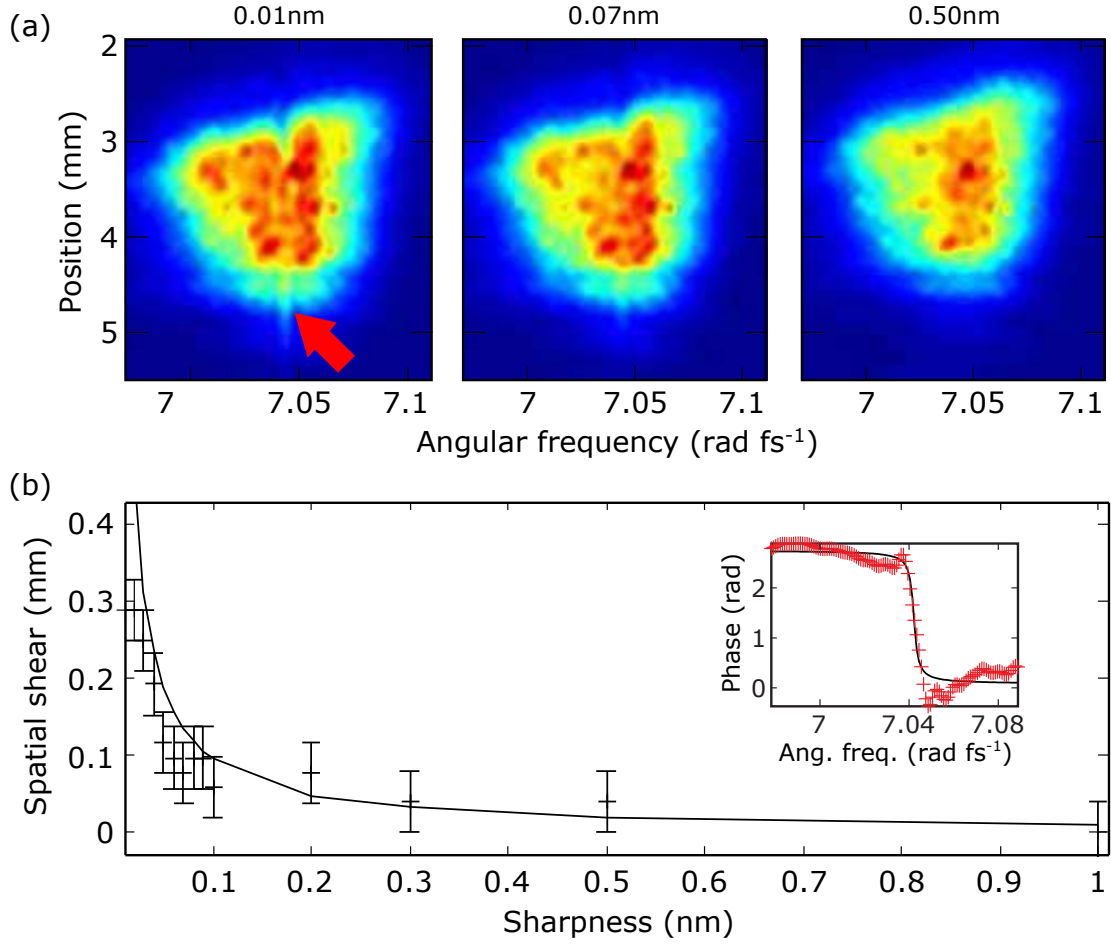 (a)
0.01nm 0.07nm 0.50nm
2
3
4
5
Position (mm)
7 7.05 7.1 7 7.05 7.1 7 7.05 7.1
Angular frequency (rad fs⁻¹)
(b)
0.4
0.3
0.2
0.1
0
Spatial shear (mm)
2
1
0
Phase (rad)
7 7.04 7.08
Ang. freq. (rad fs⁻¹)
0.1 0.2 0.3 0.4 0.5 0.6 0.7 0.8 0.9 1
Sharpness (nm)